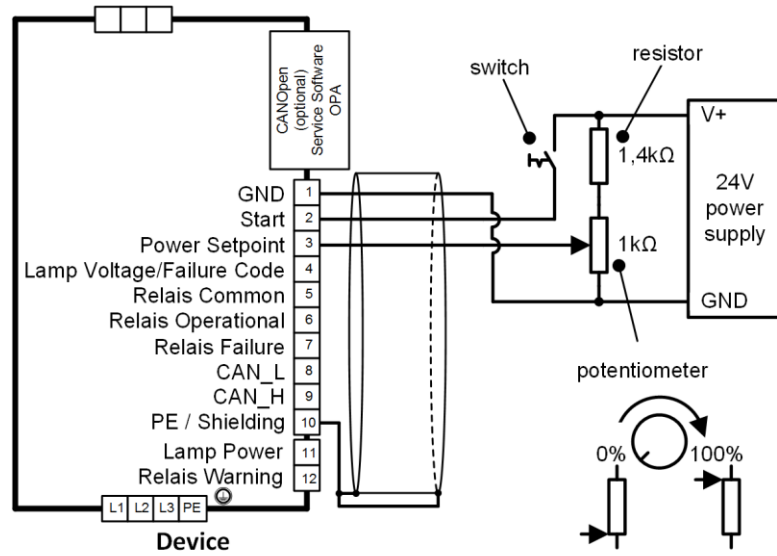 CANOpen
(optional)
Service Software
OPA
switch
resistor
V+
1,4kΩ
24V
power
supply
1kΩ
GND
potentiometer
0%
100%
GND 1
Start 2
Power Setpoint 3
Lamp Voltage/Failure Code 4
Relais Common 5
Relais Operational 6
Relais Failure 7
CAN_L 8
CAN_H 9
PE / Shielding 10
Lamp Power 11
Relais Warning 12
L1 L2 L3 PE
Device